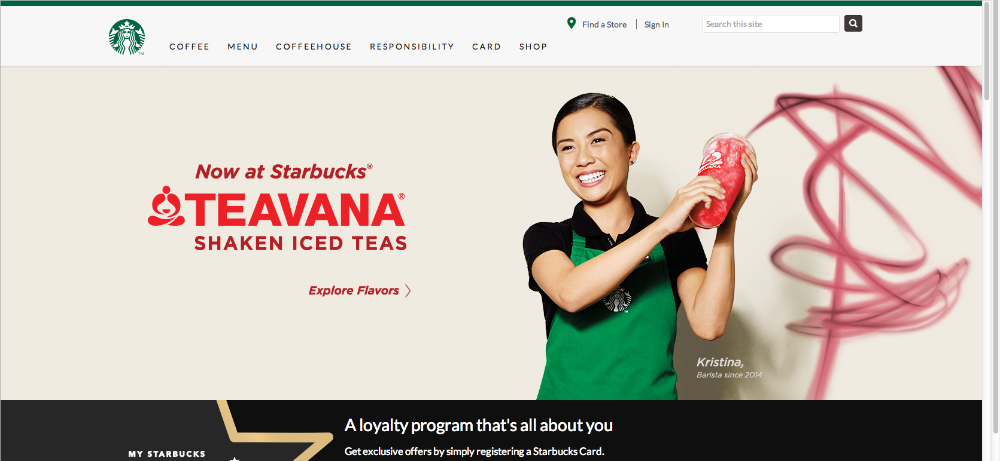 Find a Store
Sign In
Search this site
TM
COFFEE MENU COFFEEHOUSE RESPONSIBILITY CARD SHOP
Now at Starbucks®
TEAVANA®
SHAKEN ICED TEAS
Explore Flavors
TM
Kristina,
Barista since 2014
A loyalty program that's all about you
Get exclusive offers by simply registering a Starbucks Card.
MY STARBUCKS